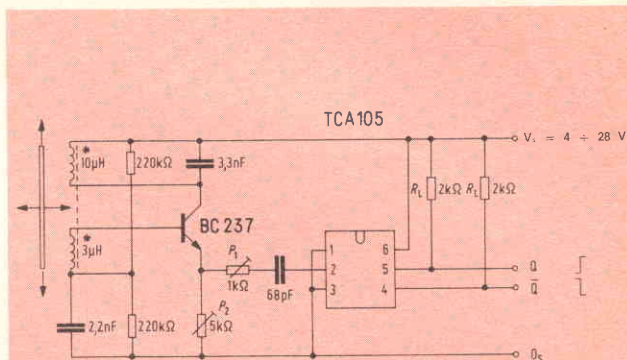 TCA105
Vₛ = 4 ÷ 28 V
*
10μH
220kΩ
3,3nF
R_L
2kΩ
R_L
2kΩ
BC 237
*
3μH
P₁
1kΩ
68pF
1
2
3
6
5
4
Q
Q̅
2,2nF
220kΩ
P₂
5kΩ
0ₛ